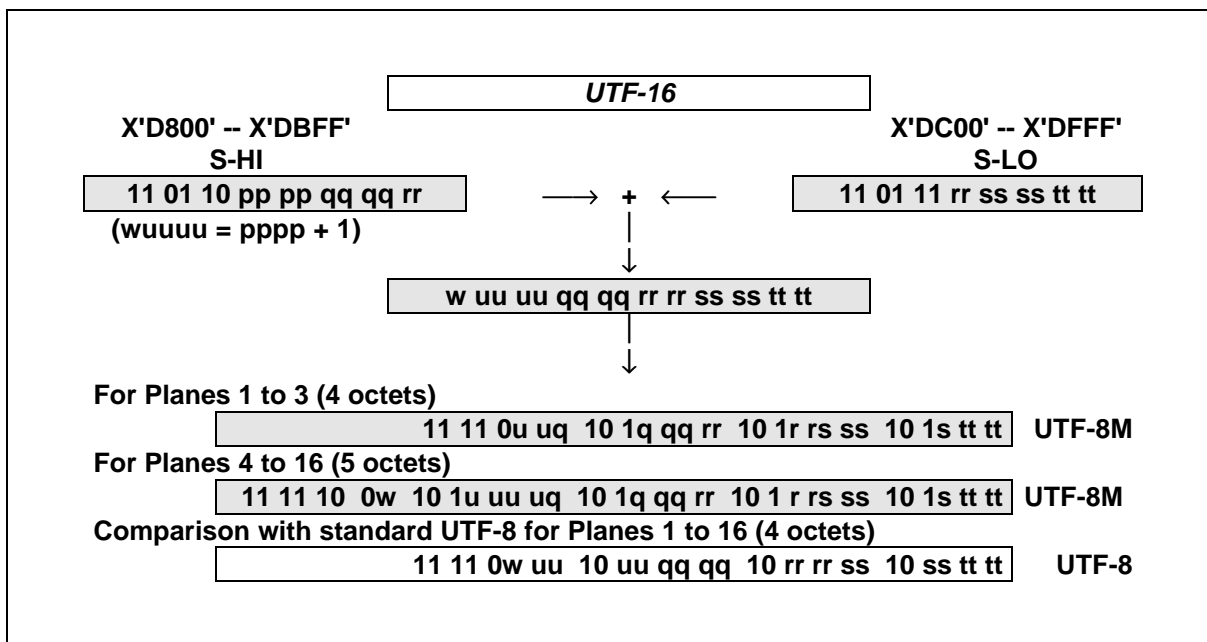 UTF-16
X'D800' -- X'DBFF' X'DC00' -- X'DFFF'
S-HI S-LO
11 01 10 pp pp qq qq rr ⟶ + ⟵ 11 01 11 rr ss ss tt tt
(wuuuu = pppp + 1)
w uu uu qq qq rr rr ss ss tt tt
For Planes 1 to 3 (4 octets)
11 11 0u uq 10 1q qq rr 10 1r rs ss 10 1s tt tt UTF-8M
For Planes 4 to 16 (5 octets)
11 11 10 0w 10 1u uu uq 10 1q qq rr 10 1 r rs ss 10 1s tt tt UTF-8M
Comparison with standard UTF-8 for Planes 1 to 16 (4 octets)
11 11 0w uu 10 uu qq qq 10 rr rr ss 10 ss tt tt UTF-8